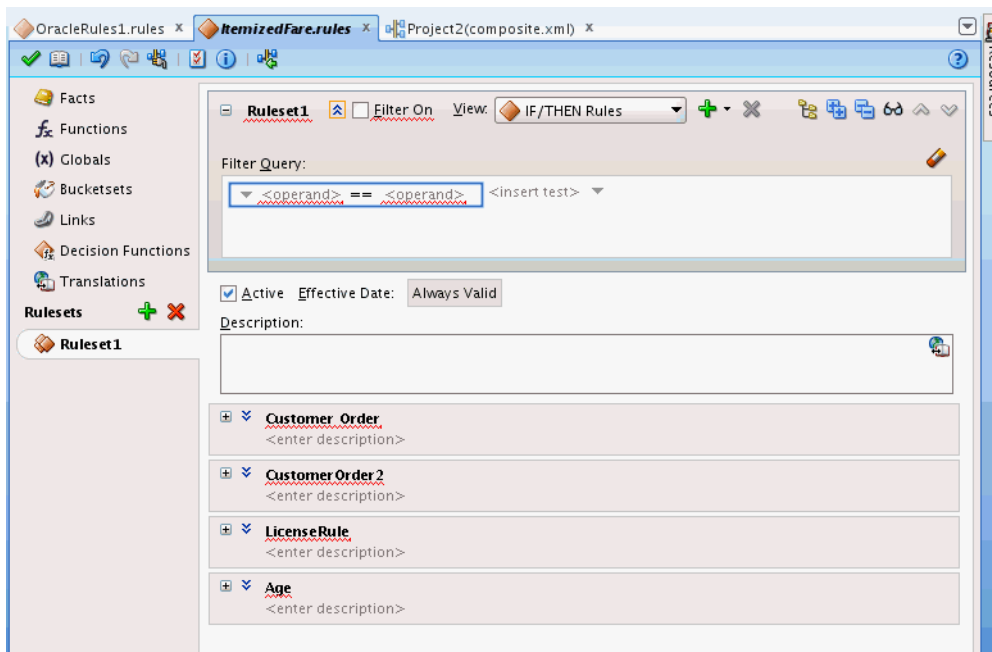 OracleRules1.rules x ItemizedFare.rules x Project2(composite.xml) x
Facts
Functions
(x) Globals
Bucketsets
Links
Decision Functions
Translations
Rulesets
Ruleset1
Ruleset1 Filter On View: IF/THEN Rules
Filter Query:
<operand> == <operand> <insert test>
Active Effective Date: Always Valid
Description:
Customer Order
<enter description>
CustomerOrder2
<enter description>
LicenseRule
<enter description>
Age
<enter description>